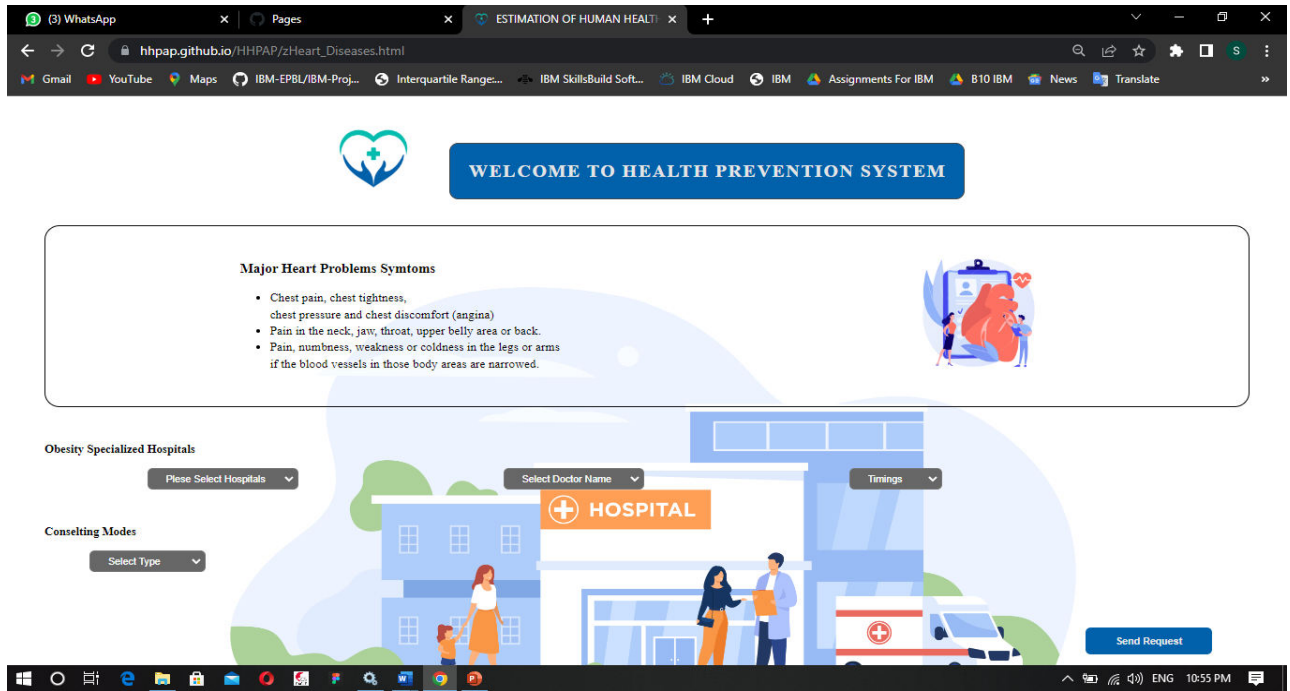 3 (3) WhatsApp
Pages
ESTIMATION OF HUMAN HEALT
hhpap.github.io/HHPAP/zHeart_Diseases.html
S
Gmail YouTube Maps IBM-EPBL/IBM-Proj... Interquartile Range:... IBM SkillsBuild Soft... IBM Cloud IBM Assignments For IBM B10 IBM News Translate »
WELCOME TO HEALTH PREVENTION SYSTEM
Major Heart Problems Symtoms
• Chest pain, chest tightness,
chest pressure and chest discomfort (angina)
• Pain in the neck, jaw, throat, upper belly area or back.
• Pain, numbness, weakness or coldness in the legs or arms
if the blood vessels in those body areas are narrowed.
Obesity Specialized Hospitals
Plese Select Hospitals
Select Doctor Name
Timings
HOSPITAL
Conselting Modes
Select Type
Send Request
ENG 10:55 PM